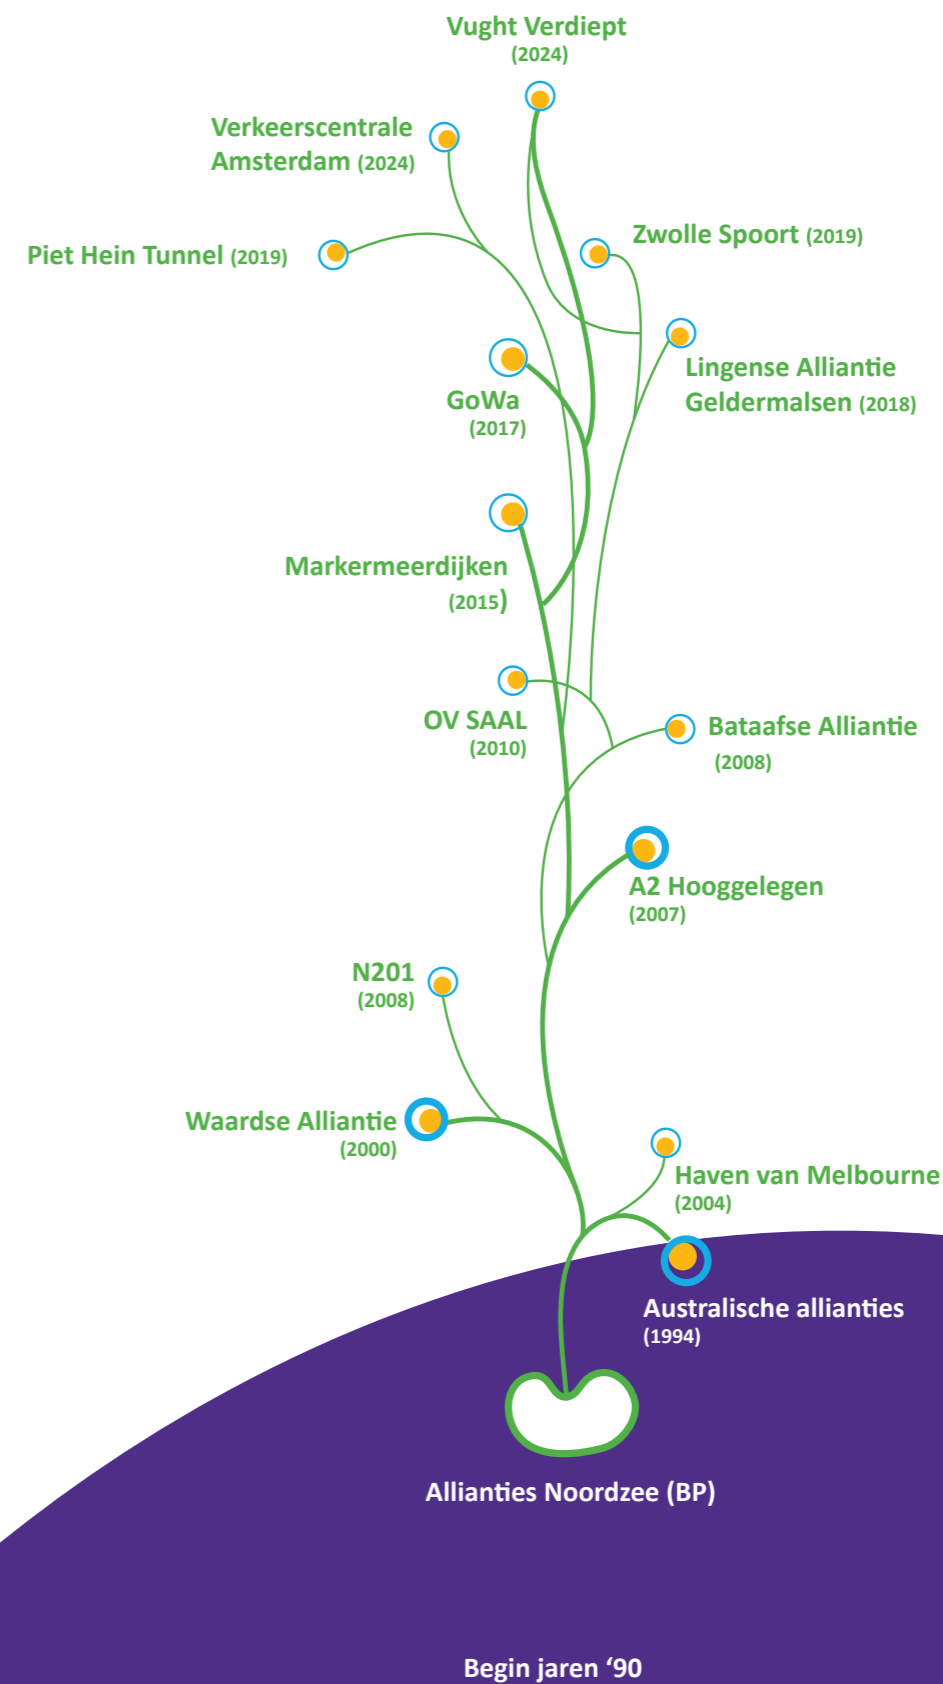 Vught Verdiept
(2024)
Verkeerscentrale
Amsterdam (2024)
Zwolle Spoort (2019)
Piet Hein Tunnel (2019)
Lingense Alliantie
Geldermalsen (2018)
GoWa
(2017)
Markermeerdijken
(2015)
OV SAAL
(2010)
Bataafse Alliantie
(2008)
A2 Hooggelegen
(2007)
N201
(2008)
Waardse Alliantie
(2000)
Haven van Melbourne
(2004)
Australische allianties
(1994)
Allianties Noordzee (BP)
Begin jaren ‘90